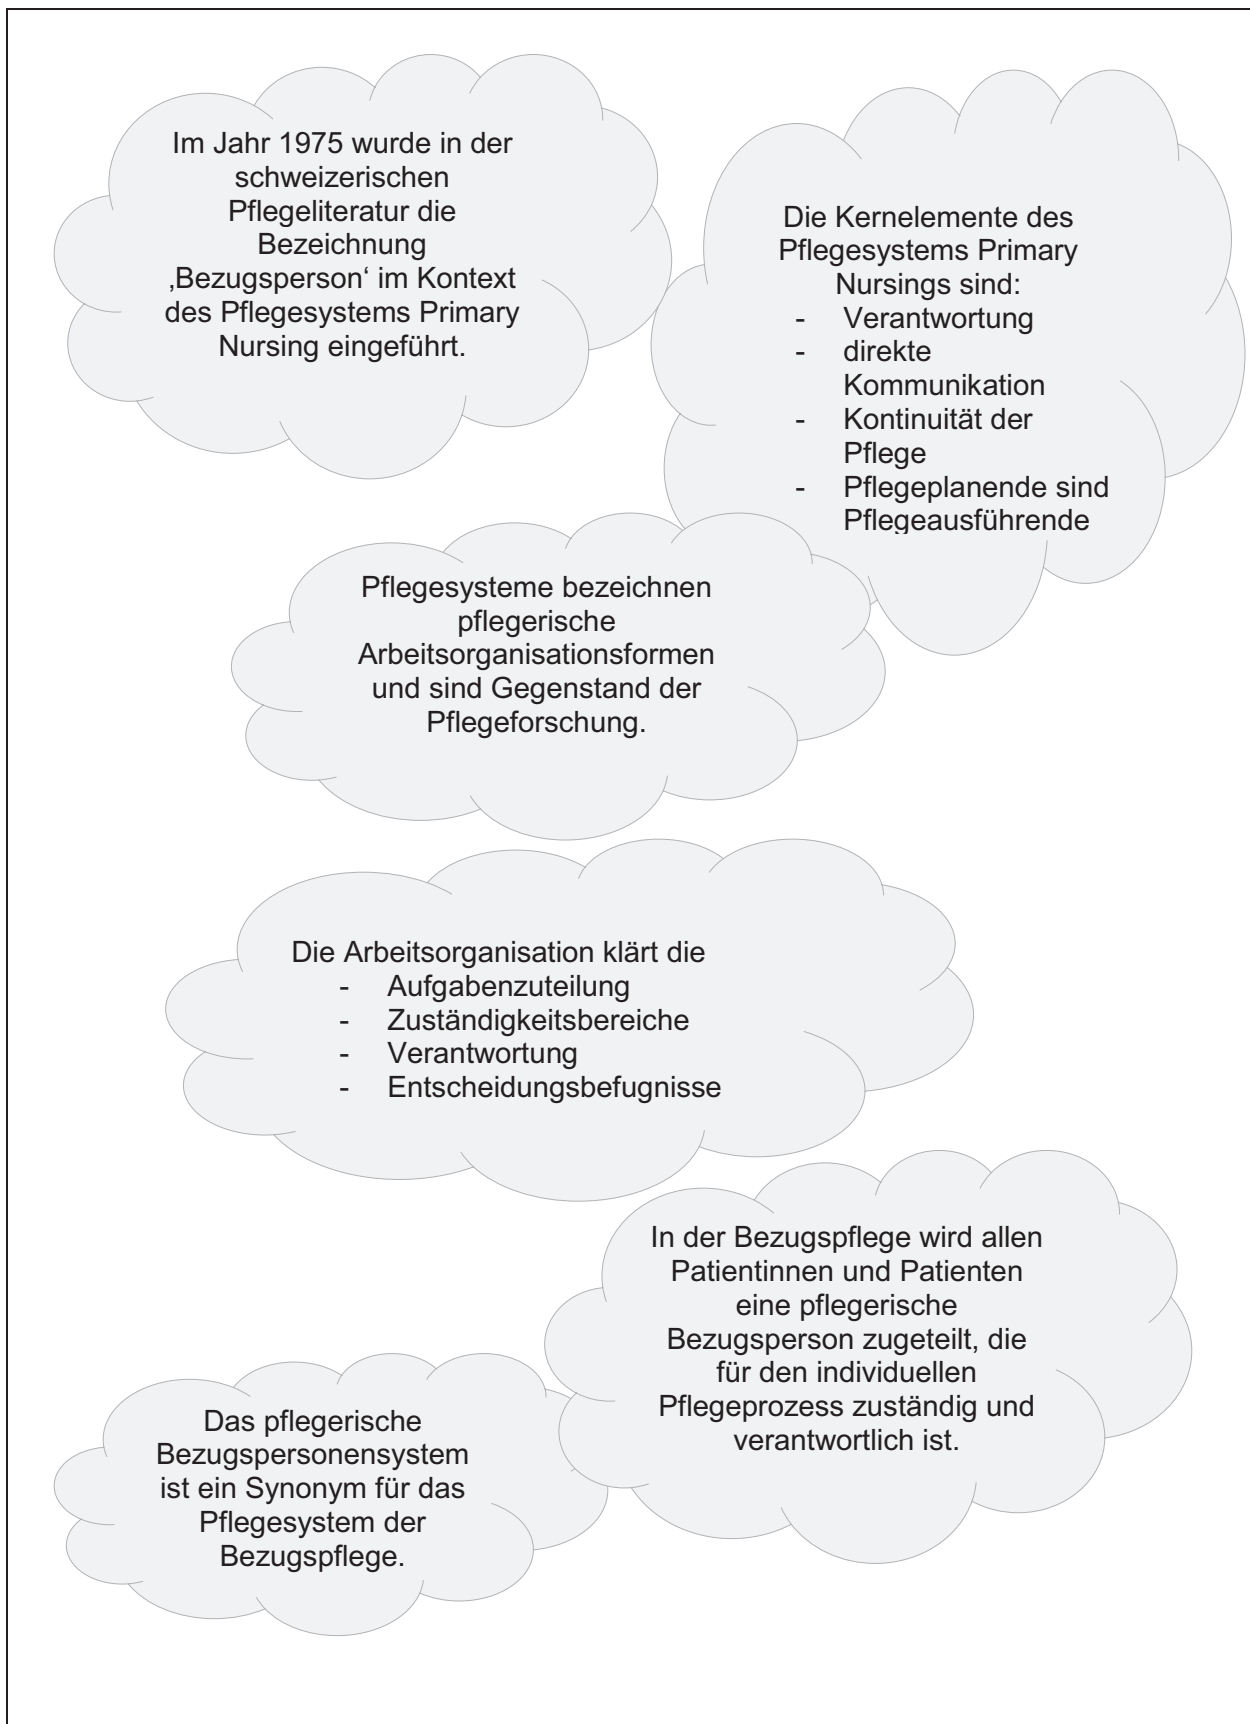 Im Jahr 1975 wurde in der
schweizerischen
Pflegeliteratur die
Bezeichnung
‚Bezugsperson‘ im Kontext
des Pflegesystems Primary
Nursing eingeführt.
Die Kernelemente des
Pflegesystems Primary
Nursings sind:
- Verantwortung
- direkte
Kommunikation
- Kontinuität der
Pflege
- Pflegeplanende sind
Pflegeausführende
Pflegesysteme bezeichnen
pflegerische
Arbeitsorganisationsformen
und sind Gegenstand der
Pflegeforschung.
Die Arbeitsorganisation klärt die
- Aufgabenzuteilung
- Zuständigkeitsbereiche
- Verantwortung
- Entscheidungsbefugnisse
In der Bezugspflege wird allen
Patientinnen und Patienten
eine pflegerische
Bezugsperson zugeteilt, die
für den individuellen
Pflegeprozess zuständig und
verantwortlich ist.
Das pflegerische
Bezugspersonensystem
ist ein Synonym für das
Pflegesystem der
Bezugspflege.